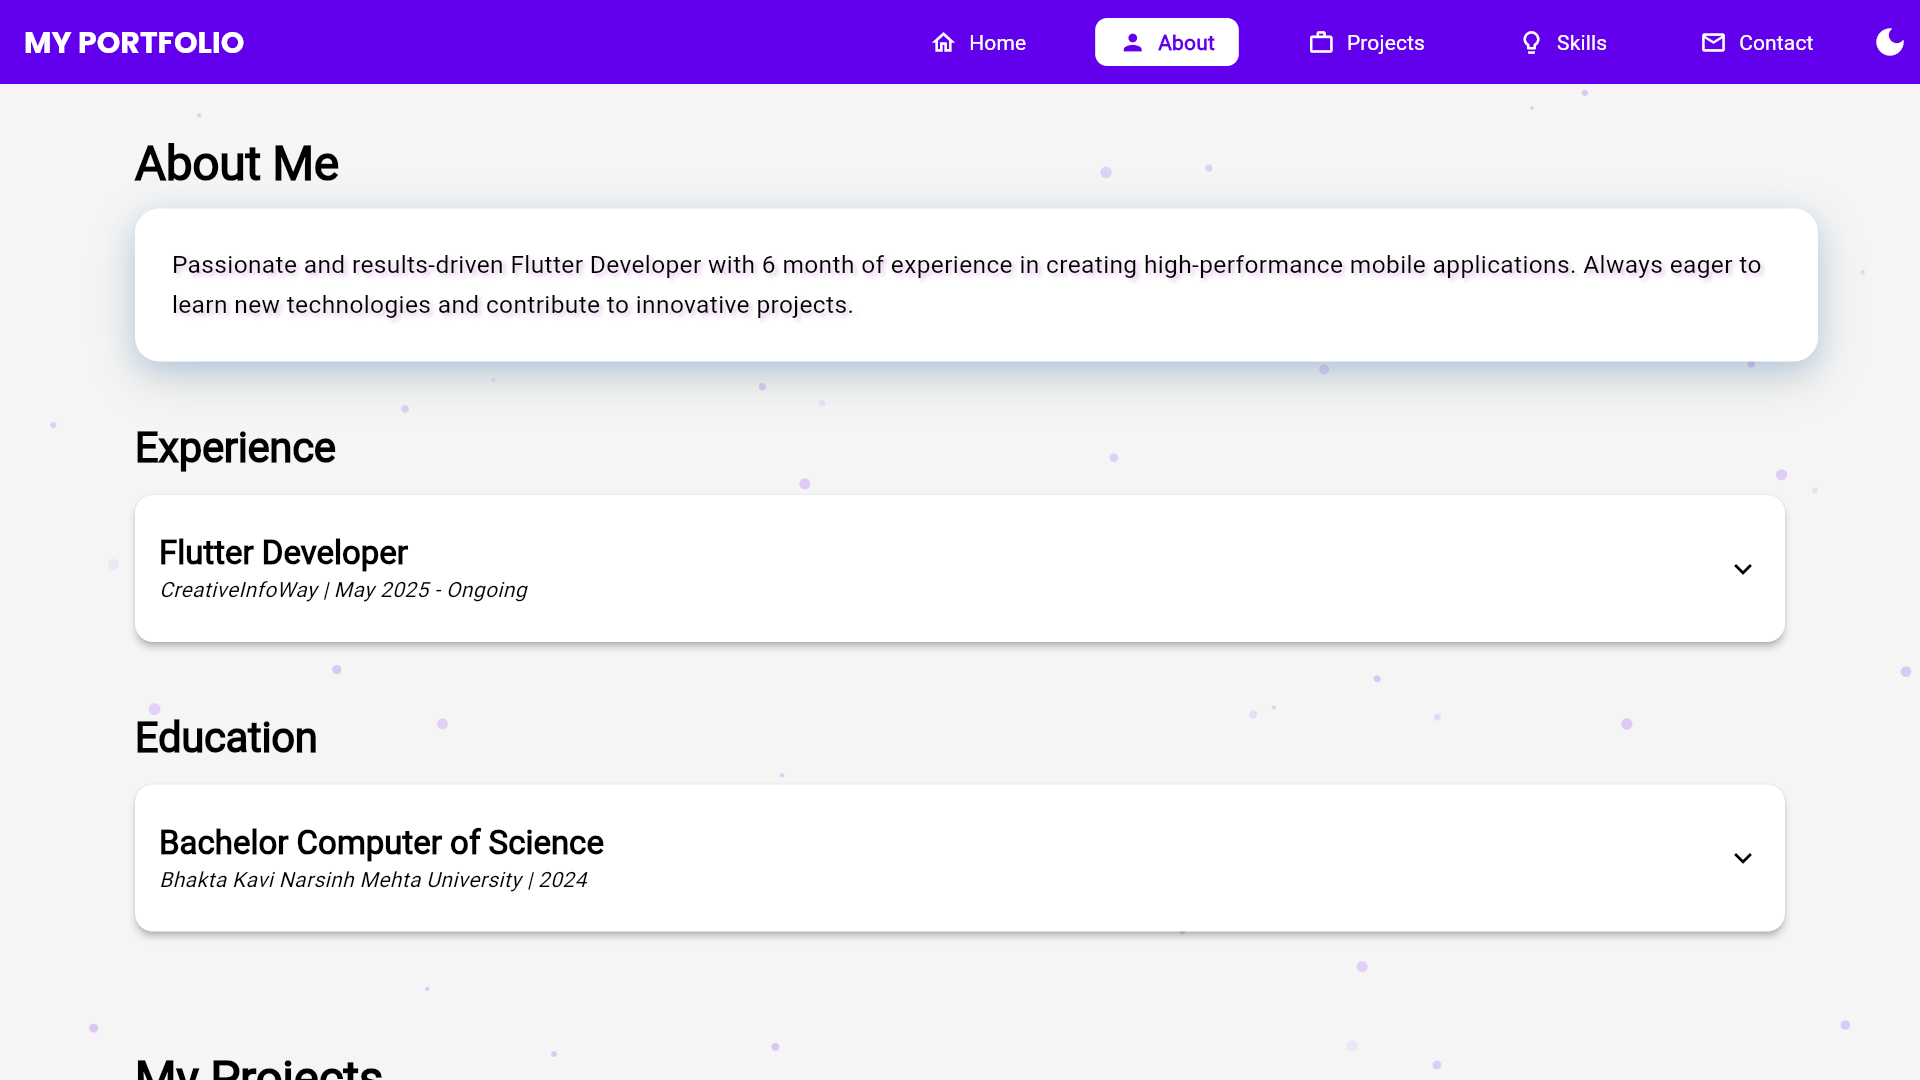 MY PORTFOLIO
Home
About
Projects
Skills
Contact
About Me
Passionate and results-driven Flutter Developer with 6 month of experience in creating high-performance mobile applications. Always eager to
learn new technologies and contribute to innovative projects.
Experience
Flutter Developer
CreativeInfoWay | May 2025 - Ongoing
Education
Bachelor Computer of Science
Bhakta Kavi Narsinh Mehta University | 2024
My Projects